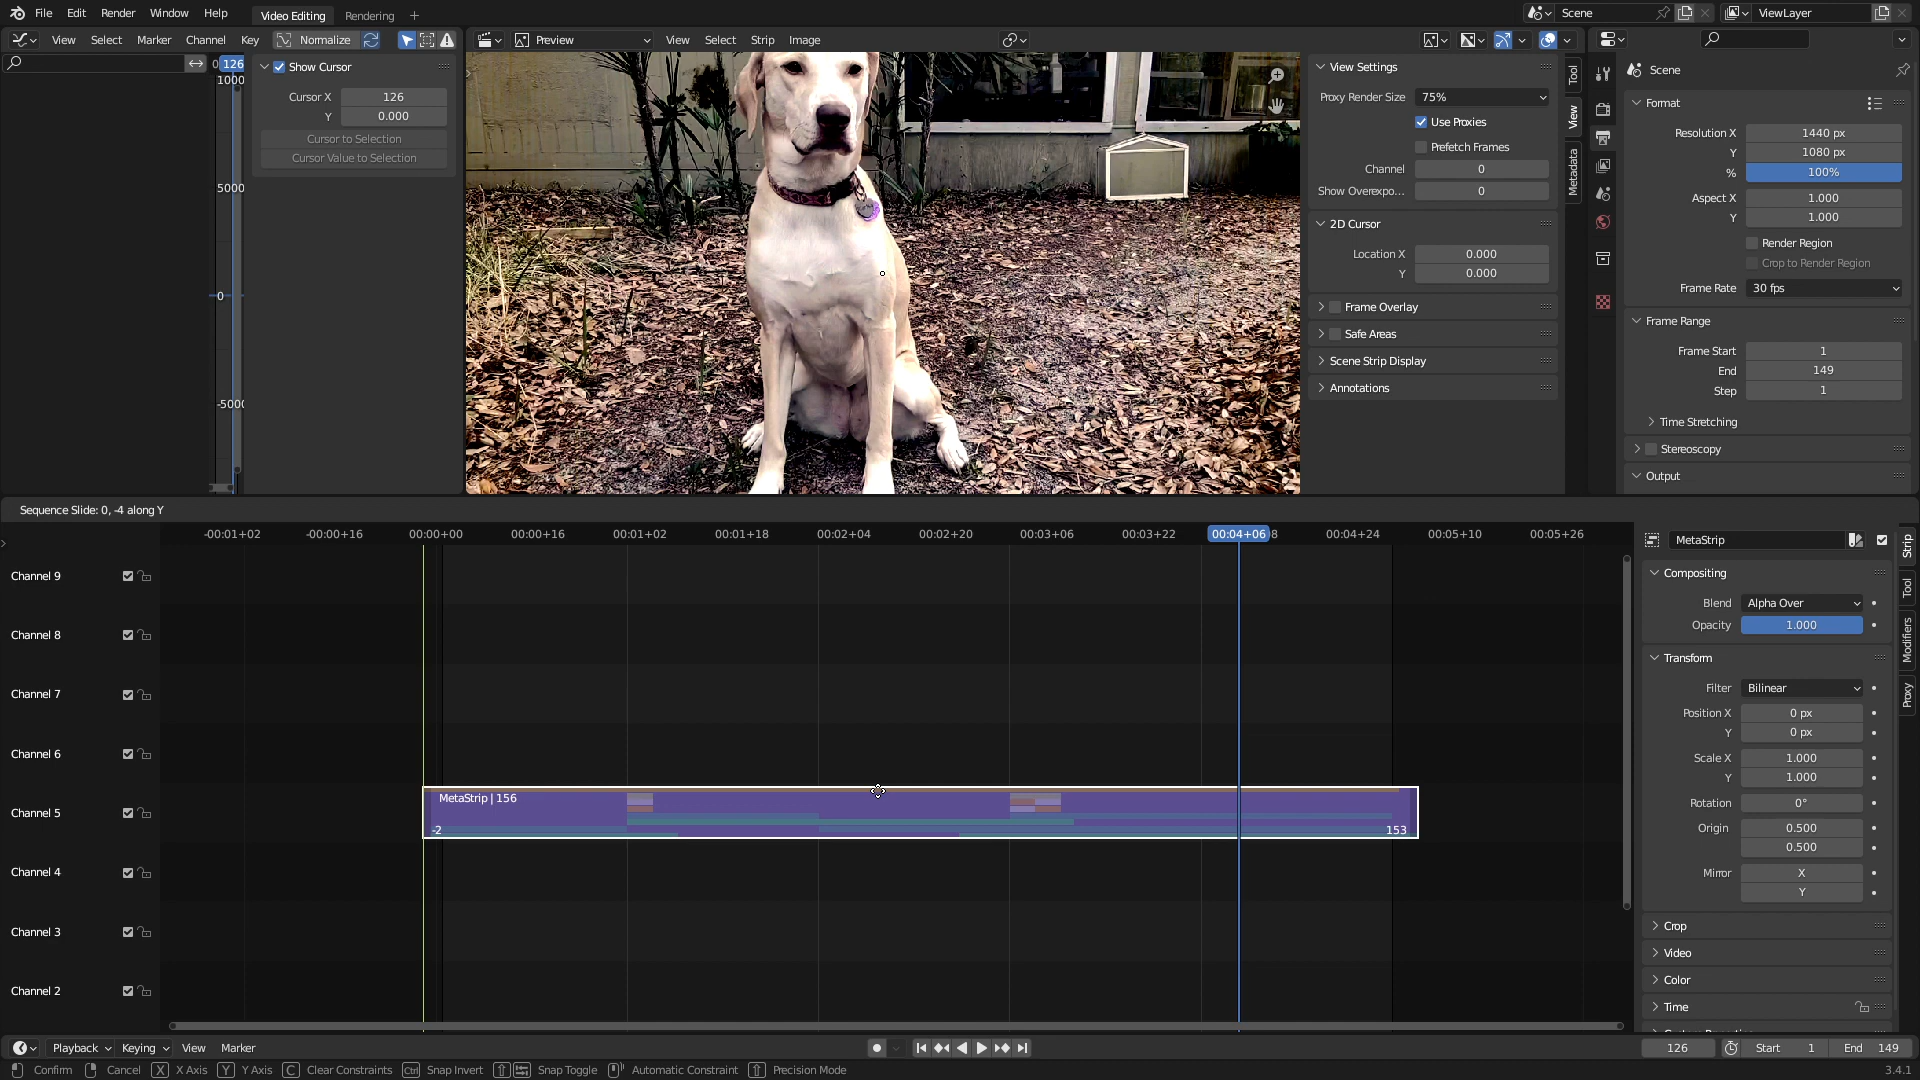 File Edit Render Window Help Video Editing Rendering + Scene ViewLayer
View Select Marker Channel Key Normalize Preview View Select Strip Image
0 126
Show Cursor
Cursor X 126
Y 0.000
Cursor to Selection
Cursor Value to Selection
1000
5000
0
-5000
View Settings
Proxy Render Size 75%
Use Proxies
Prefetch Frames
Channel 0
Show Overexpo... 0
2D Cursor
Location X 0.000
Y 0.000
Frame Overlay
Safe Areas
Scene Strip Display
Annotations
Tool
View
Metadata
Scene
Format
Resolution X 1440 px
Y 1080 px
% 100%
Aspect X 1.000
Y 1.000
Render Region
Crop to Render Region
Frame Rate 30 fps
Frame Range
Frame Start 1
End 149
Step 1
Time Stretching
Stereoscopy
Output
Sequence Slide: 0, -4 along Y
-00:01+02 -00:00+16 00:00+00 00:00+16 00:01+02 00:01+18 00:02+04 00:02+20 00:03+06 00:03+22 00:04+06 8 00:04+24 00:05+10 00:05+26
Channel 9
Channel 8
Channel 7
Channel 6
Channel 5
Channel 4
Channel 3
Channel 2
MetaStrip | 156
-2 153
MetaStrip
Compositing
Blend Alpha Over
Opacity 1.000
Transform
Filter Bilinear
Position X 0 px
Y 0 px
Scale X 1.000
Y 1.000
Rotation 0°
Origin 0.500
0.500
Mirror X
Y
Crop
Video
Color
Time
Strip
Tool
Modifiers
Proxy
Playback Keying View Marker 126 Start 1 End 149
Confirm Cancel X X Axis Y Y Axis C Clear Constraints Ctrl Snap Invert Snap Toggle Automatic Constraint Precision Mode 3.4.1